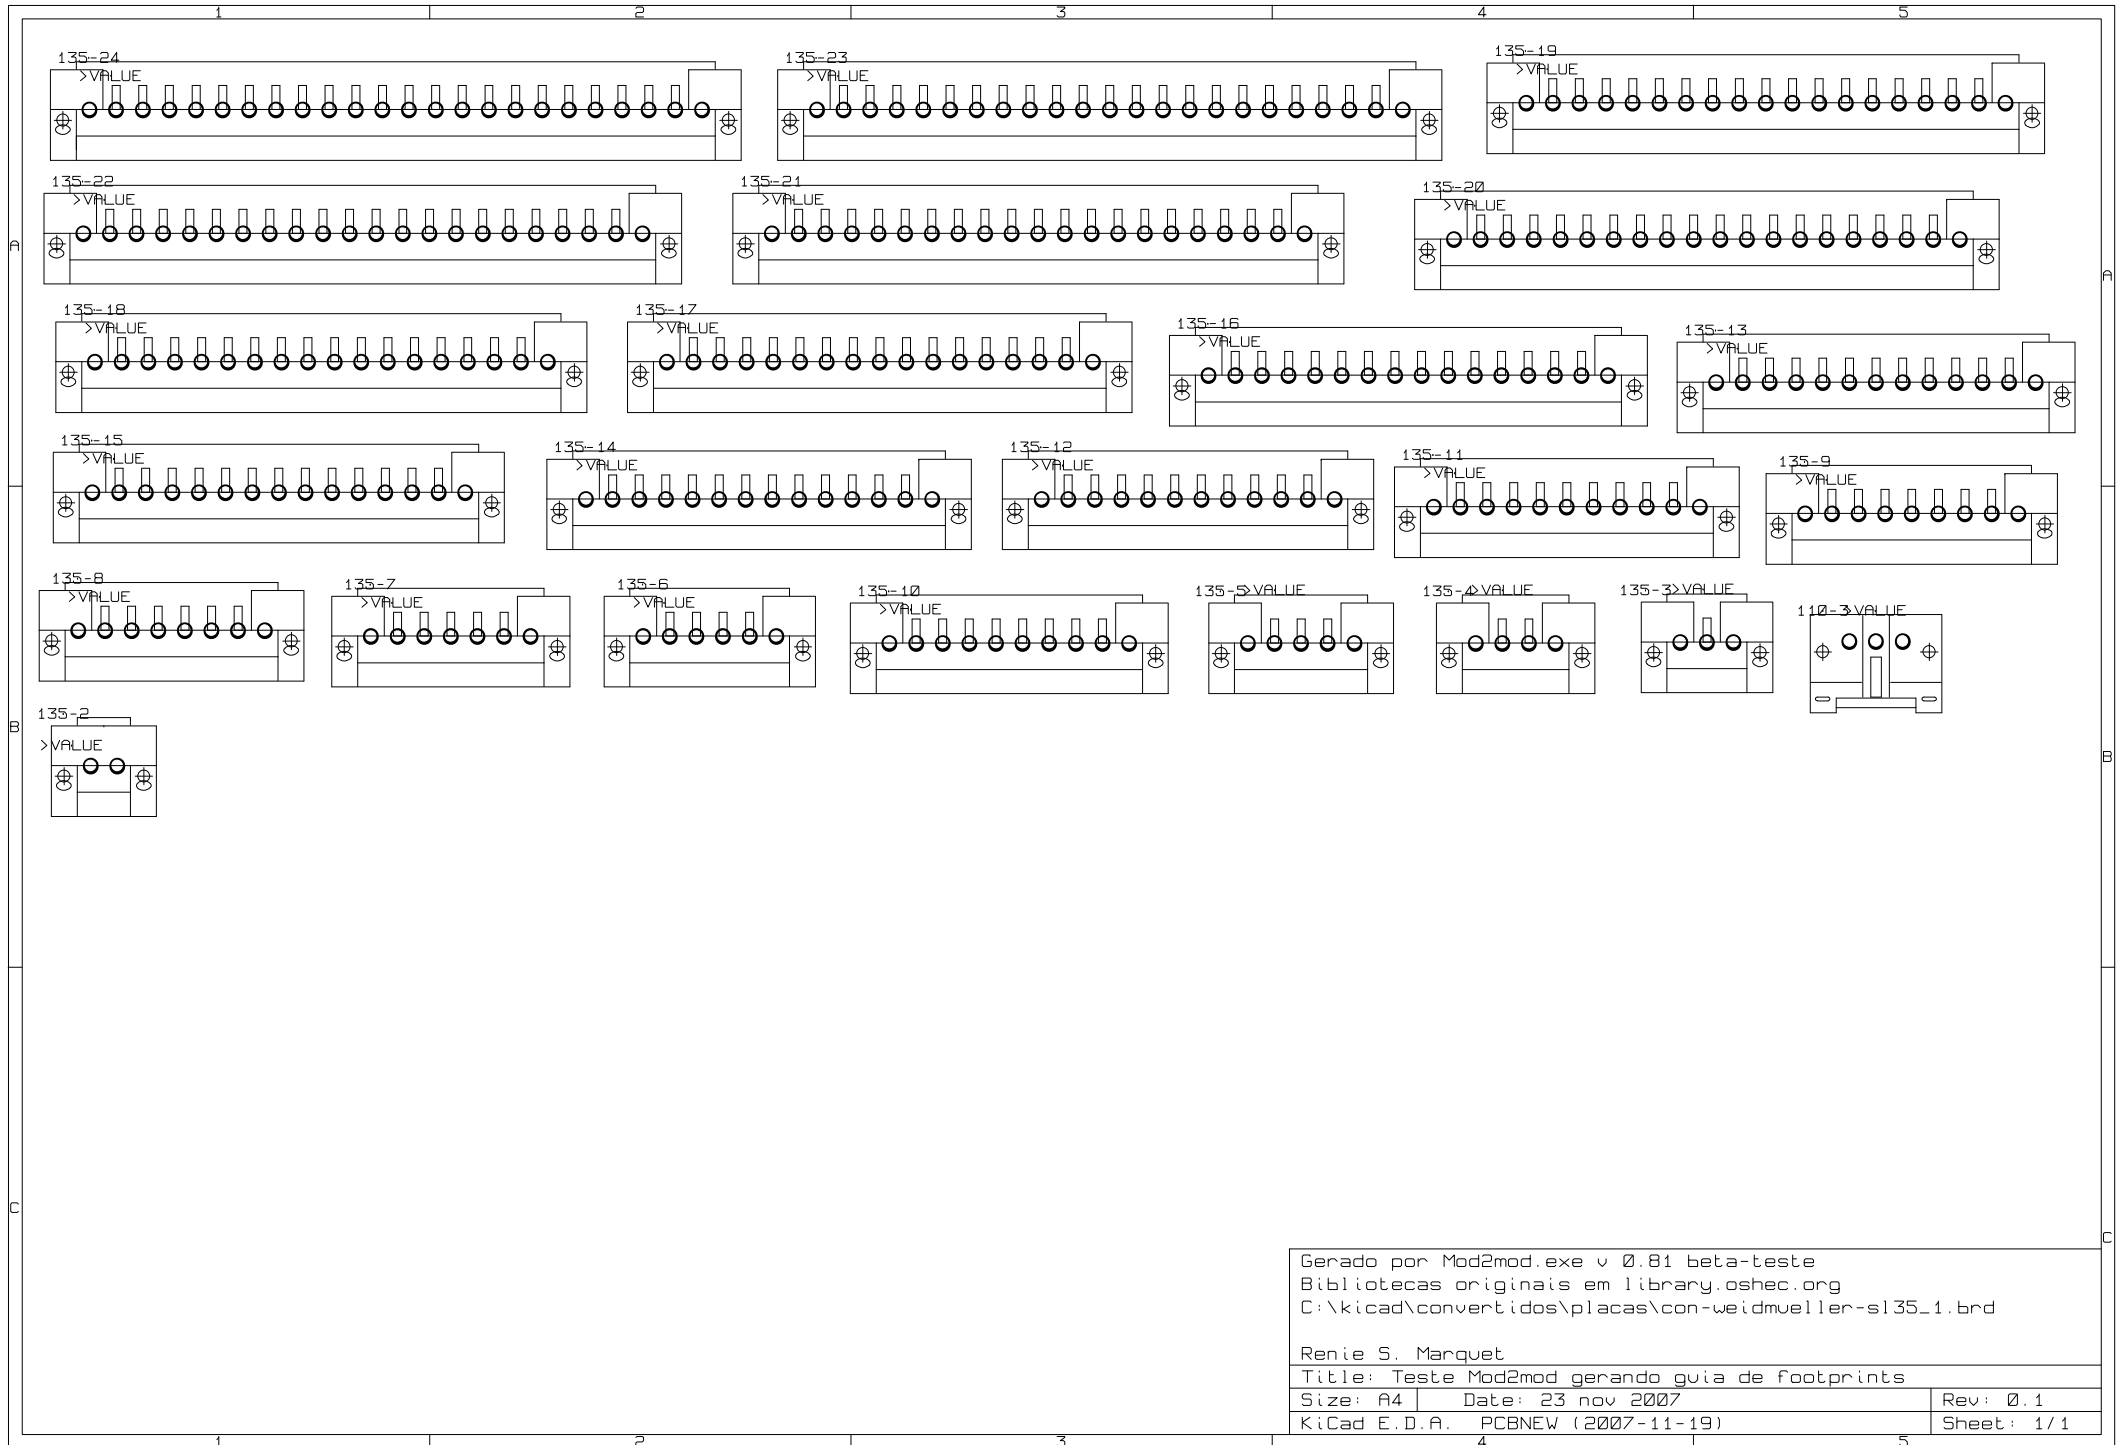 1 2 3 4 5
135-24 135-23 135-19
>VALUE >VALUE >VALUE
135-22 135-21 135-20
>VALUE >VALUE >VALUE
A A
135-18 135-17 135-16 135-13
>VALUE >VALUE >VALUE >VALUE
135-15 135-14 135-12 135-11 135-9
>VALUE >VALUE >VALUE >VALUE >VALUE
135-8 135-7 135-6 135-10 135-5 >VALUE 135-4 >VALUE 135-3 >VALUE 110-3 >VALUE
>VALUE >VALUE >VALUE >VALUE
135-2
B B
>VALUE
C C
Gerado por Mod2mod.exe v 0.81 beta-teste
Bibliotecas originais em library.oshec.org
C:\kicad\convertidos\placas\con-weidmueller-sl35_1.brd
Renie S. Marquet
Title: Teste Mod2mod gerando guia de footprints
Size: A4 Date: 23 nov 2007 Rev: 0.1
KiCad E.D.A. PCBNEW (2007-11-19) Sheet: 1/1
1 2 3 4 5